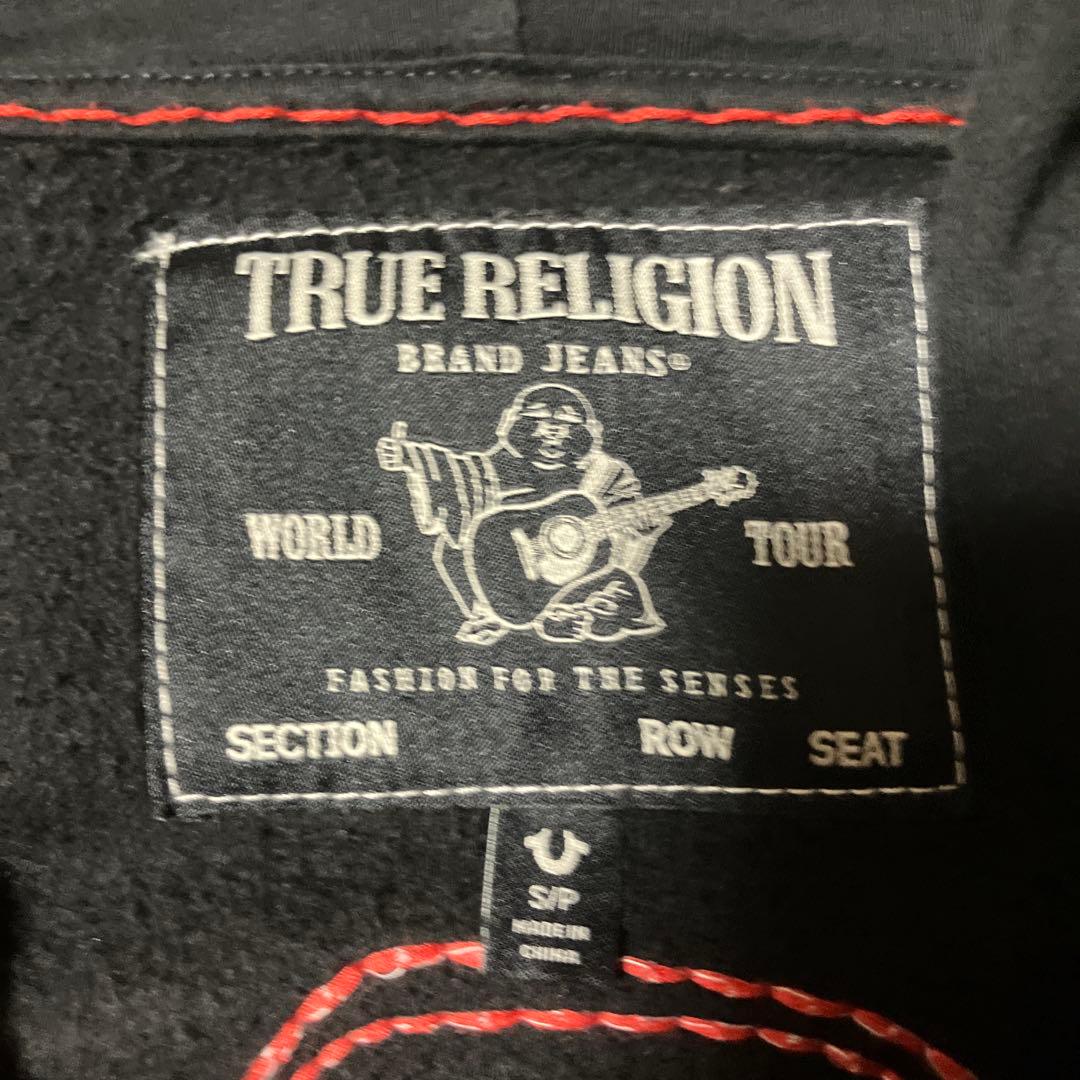 TRUE RELIGION
BRAND JEANS®
WORLD TOUR
FASHION FOR THE SENSES
SECTION ROW SEAT
S/P
MADE IN
CHINA